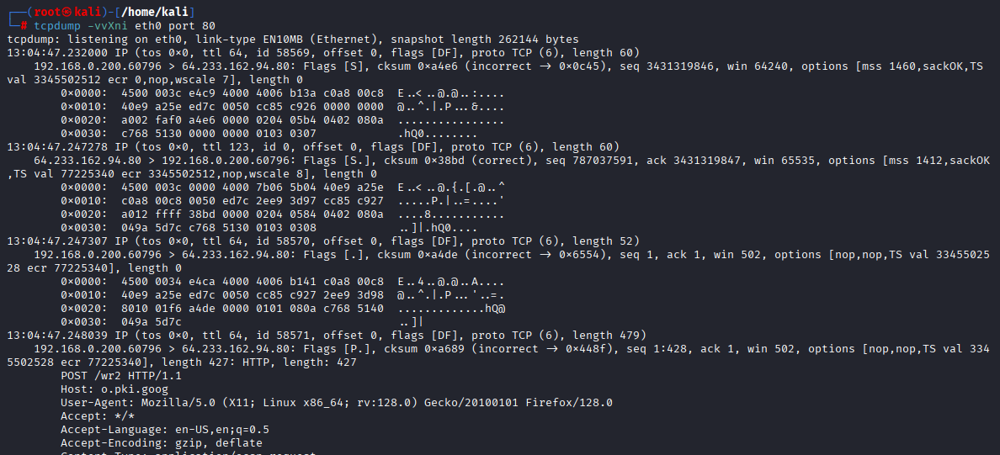 ┌──(root㉿kali)-[/home/kali]
└─# tcpdump -vvXni eth0 port 80
tcpdump: listening on eth0, link-type EN10MB (Ethernet), snapshot length 262144 bytes
13:04:47.232000 IP (tos 0×0, ttl 64, id 58569, offset 0, flags [DF], proto TCP (6), length 60)
    192.168.0.200.60796 > 64.233.162.94.80: Flags [S], cksum 0×a4e6 (incorrect → 0×0c45), seq 3431319846, win 64240, options [mss 1460,sackOK,TS
val 3345502512 ecr 0,nop,wscale 7], length 0
        0×0000:  4500 003c e4c9 4000 4006 b13a c0a8 00c8  E..<..@.@..:....
        0×0010:  40e9 a25e ed7c 0050 cc85 c926 0000 0000  @..^.|.P...&....
        0×0020:  a002 faf0 a4e6 0000 0204 05b4 0402 080a  ................
        0×0030:  c768 5130 0000 0000 0103 0307            .hQ0........
13:04:47.247278 IP (tos 0×0, ttl 123, id 0, offset 0, flags [DF], proto TCP (6), length 60)
    64.233.162.94.80 > 192.168.0.200.60796: Flags [S.], cksum 0×38bd (correct), seq 787037591, ack 3431319847, win 65535, options [mss 1412,sackOK
,TS val 77225340 ecr 3345502512,nop,wscale 8], length 0
        0×0000:  4500 003c 0000 4000 7b06 5b04 40e9 a25e  E..<..@.{.[.@..^
        0×0010:  c0a8 00c8 0050 ed7c 2ee9 3d97 cc85 c927  .....P.|..=....'
        0×0020:  a012 ffff 38bd 0000 0204 0584 0402 080a  ....8...........
        0×0030:  049a 5d7c c768 5130 0103 0308            ..]|.hQ0....
13:04:47.247307 IP (tos 0×0, ttl 64, id 58570, offset 0, flags [DF], proto TCP (6), length 52)
    192.168.0.200.60796 > 64.233.162.94.80: Flags [.], cksum 0×a4de (incorrect → 0×6554), seq 1, ack 1, win 502, options [nop,nop,TS val 33455025
28 ecr 77225340], length 0
        0×0000:  4500 0034 e4ca 4000 4006 b141 c0a8 00c8  E..4..@.@..A....
        0×0010:  40e9 a25e ed7c 0050 cc85 c927 2ee9 3d98  @..^.|.P...'..=.
        0×0020:  8010 01f6 a4de 0000 0101 080a c768 5140  .............hQ@
        0×0030:  049a 5d7c                                ..]|
13:04:47.248039 IP (tos 0×0, ttl 64, id 58571, offset 0, flags [DF], proto TCP (6), length 479)
    192.168.0.200.60796 > 64.233.162.94.80: Flags [P.], cksum 0×a689 (incorrect → 0×448f), seq 1:428, ack 1, win 502, options [nop,nop,TS val 334
5502528 ecr 77225340], length 427: HTTP, length: 427
        POST /wr2 HTTP/1.1
        Host: o.pki.goog
        User-Agent: Mozilla/5.0 (X11; Linux x86_64; rv:128.0) Gecko/20100101 Firefox/128.0
        Accept: */*
        Accept-Language: en-US,en;q=0.5
        Accept-Encoding: gzip, deflate
        Content-Type: application/ocsp-request